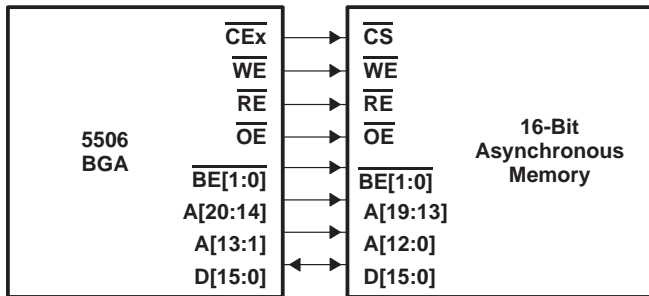 5506
BGA
CEx
WE
RE
OE
BE[1:0]
A[20:14]
A[13:1]
D[15:0]
CS
WE
RE
OE
BE[1:0]
A[19:13]
A[12:0]
D[15:0]
16-Bit
Asynchronous
Memory